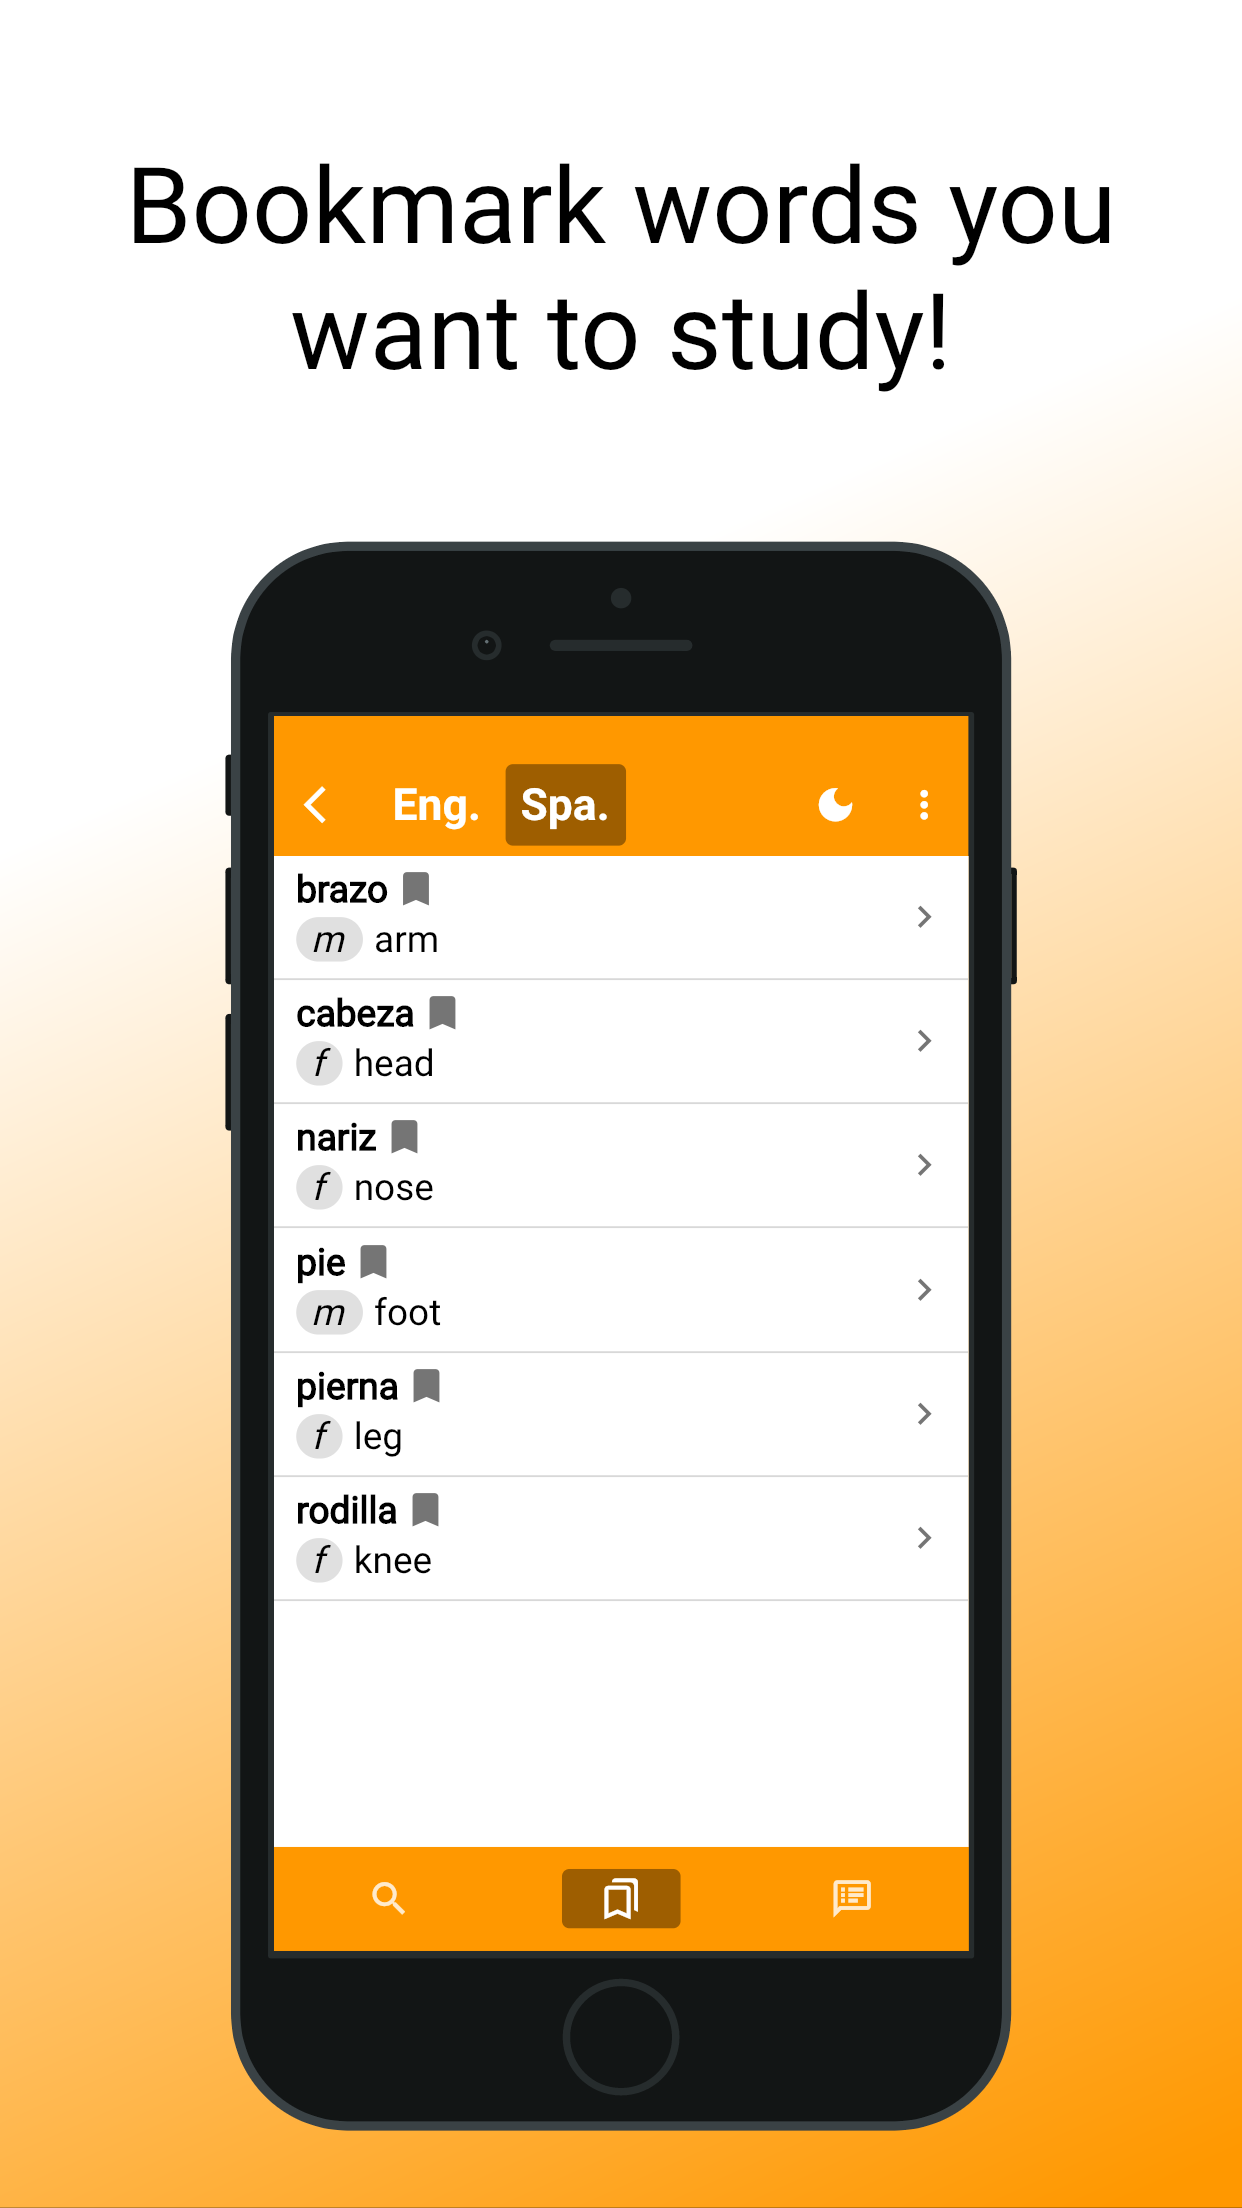 Bookmark words you
want to study!
Eng. Spa.
brazo
m arm
cabeza
f head
nariz
f nose
pie
m foot
pierna
f leg
rodilla
f knee